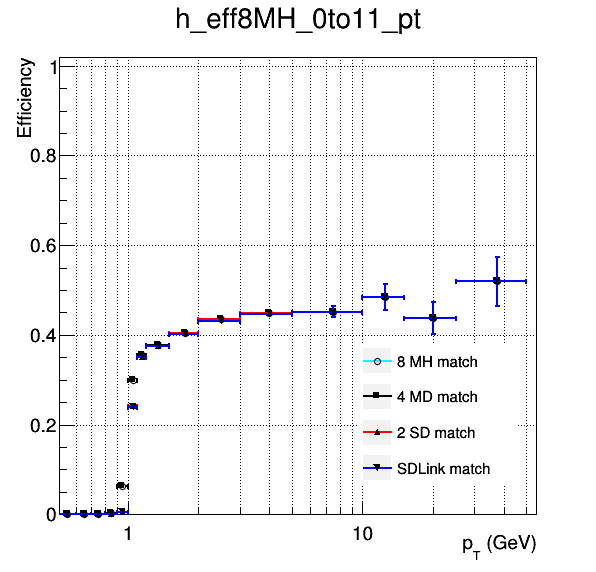 h_eff8MH_0to11_pt
Efficiency
1
0.8
0.6
0.4
0.2
0
8 MH match
4 MD match
2 SD match
SDLink match
1
10
p_T (GeV)